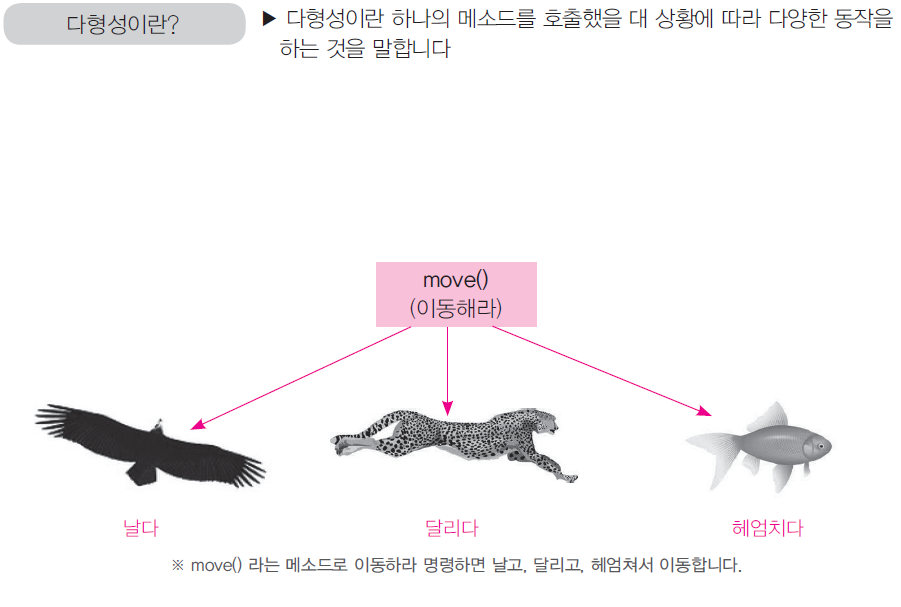 다형성이란?
▶ 다형성이란 하나의 메소드를 호출했을 대 상황에 따라 다양한 동작을
하는 것을 말합니다
move()
(이동해라)
날다
달리다
헤엄치다
※ move() 라는 메소드로 이동하라 명령하면 날고, 달리고, 헤엄쳐서 이동합니다.